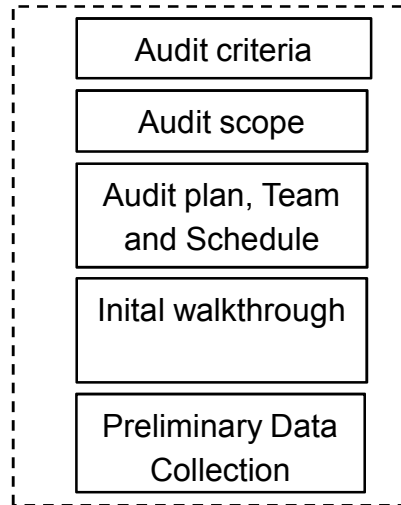 Audit criteria
Audit scope
Audit plan, Team
and Schedule
Inital walkthrough
Preliminary Data
Collection